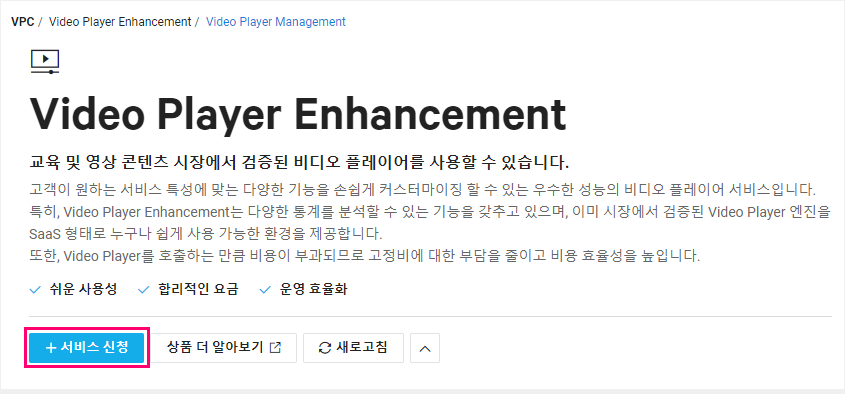 VPC / Video Player Enhancement / Video Player Management
Video Player Enhancement
교육 및 영상 콘텐츠 시장에서 검증된 비디오 플레이어를 사용할 수 있습니다.
고객이 원하는 서비스 특성에 맞는 다양한 기능을 손쉽게 커스터마이징 할 수 있는 우수한 성능의 비디오 플레이어 서비스입니다.
특히, Video Player Enhancement는 다양한 통계를 분석할 수 있는 기능을 갖추고 있으며, 이미 시장에서 검증된 Video Player 엔진을
SaaS 형태로 누구나 쉽게 사용 가능한 환경을 제공합니다.
또한, Video Player를 호출하는 만큼 비용이 부과되므로 고정비에 대한 부담을 줄이고 비용 효율성을 높입니다.
쉬운 사용성 합리적인 요금 운영 효율화
+ 서비스 신청 상품 더 알아보기 새로고침